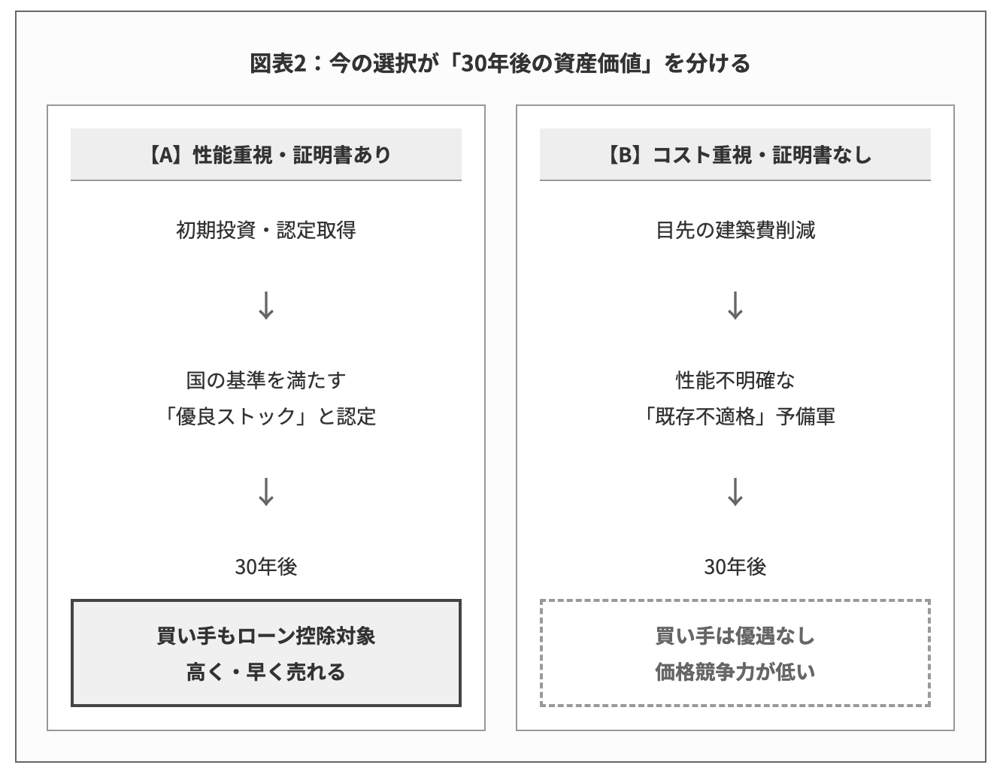 図表2：今の選択が「30年後の資産価値」を分ける
【A】性能重視・証明書あり
初期投資・認定取得
↓
国の基準を満たす
「優良ストック」と認定
↓
30年後
買い手もローン控除対象
高く・早く売れる
【B】コスト重視・証明書なし
目先の建築費削減
↓
性能不明確な
「既存不適格」予備軍
↓
30年後
買い手は優遇なし
価格競争力が低い